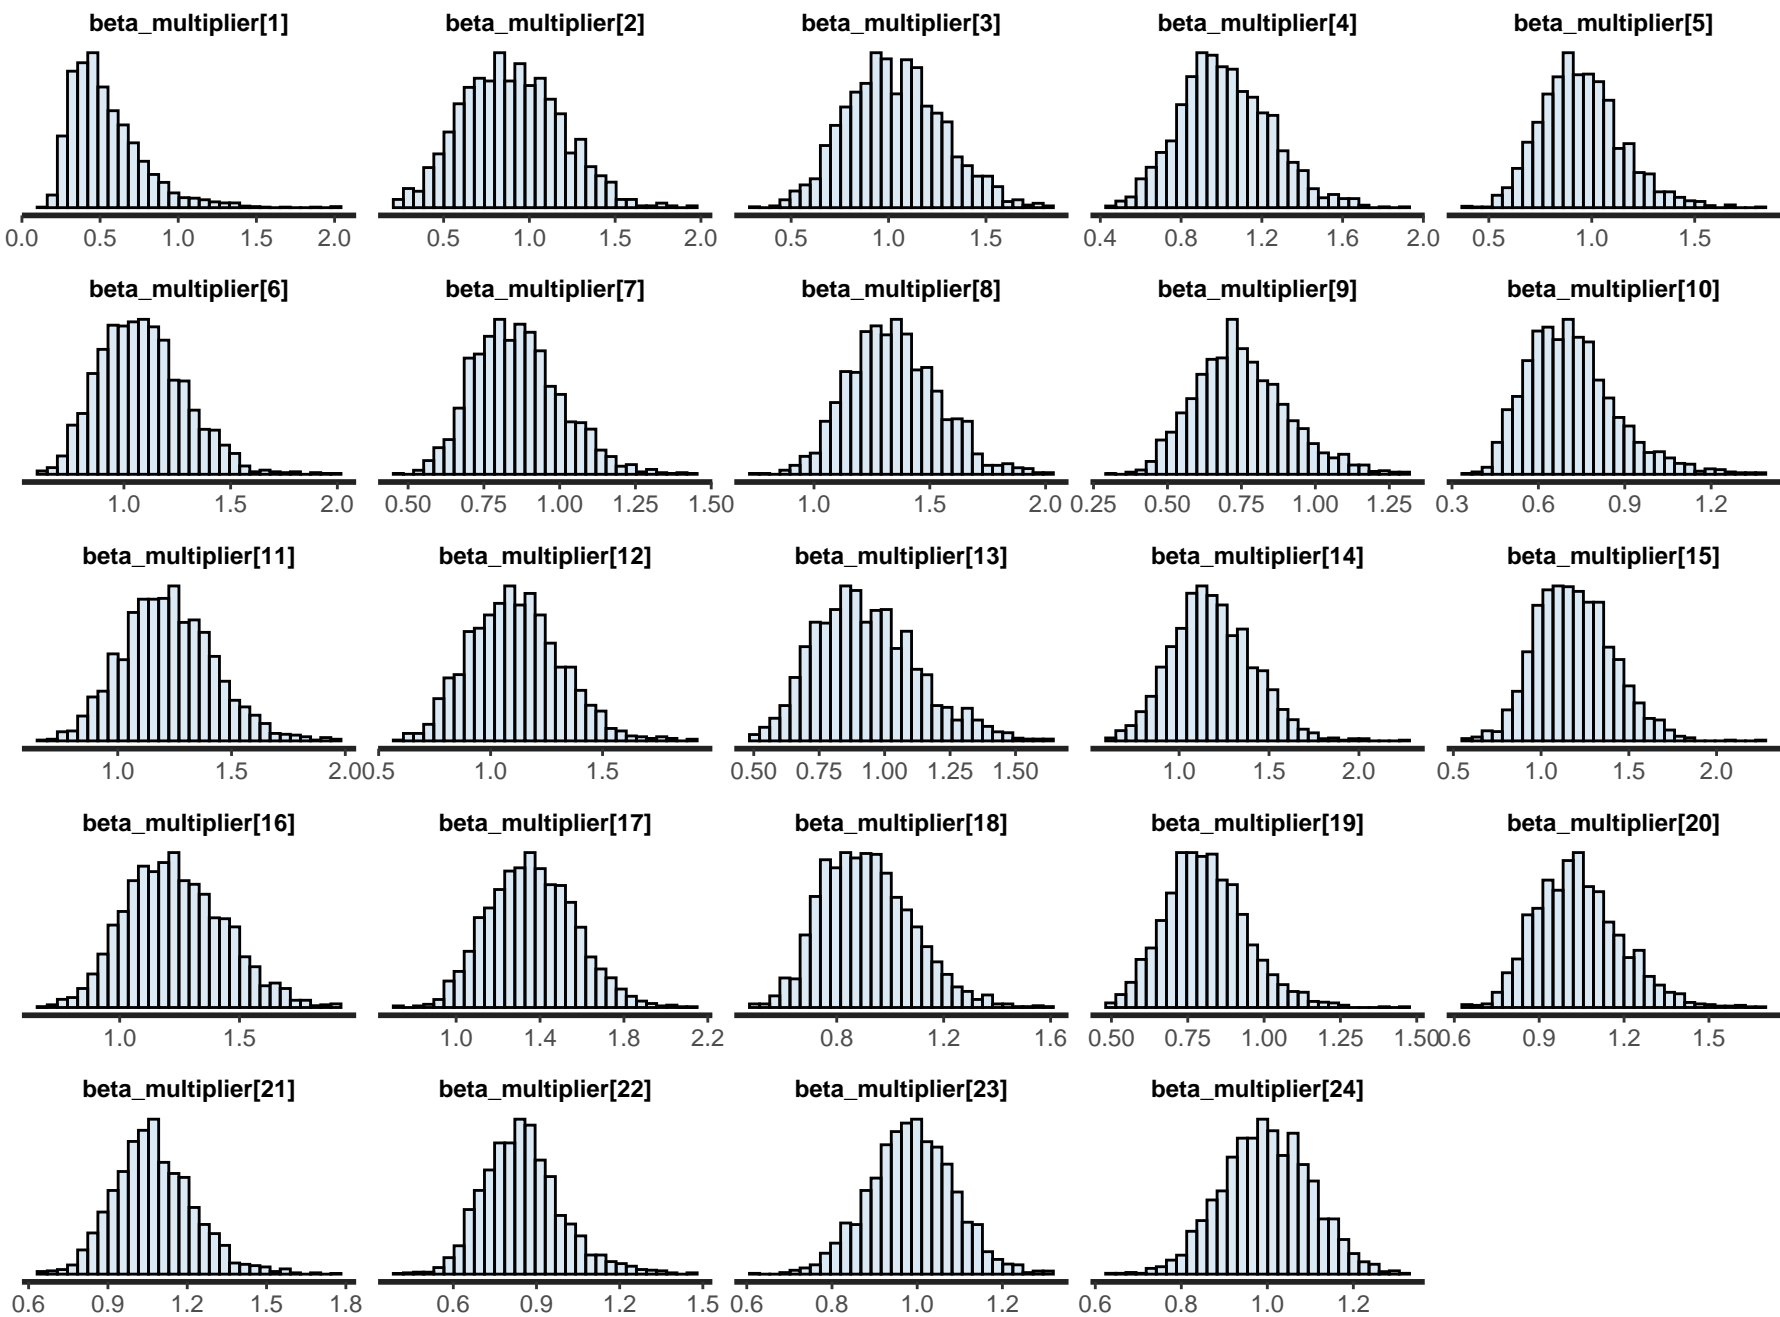 beta_multiplier[1] beta_multiplier[2] beta_multiplier[3] beta_multiplier[4] beta_multiplier[5]
0.0 0.5 1.0 1.5 2.0 0.5 1.0 1.5 2.0 0.5 1.0 1.5 0.4 0.8 1.2 1.6 2.0 0.5 1.0 1.5
beta_multiplier[6] beta_multiplier[7] beta_multiplier[8] beta_multiplier[9] beta_multiplier[10]
1.0 1.5 2.0 0.50 0.75 1.00 1.25 1.50 1.0 1.5 2.0 0.25 0.50 0.75 1.00 1.25 0.3 0.6 0.9 1.2
beta_multiplier[11] beta_multiplier[12] beta_multiplier[13] beta_multiplier[14] beta_multiplier[15]
1.0 1.5 2.0 0.5 1.0 1.5 0.50 0.75 1.00 1.25 1.50 1.0 1.5 2.0 0.5 1.0 1.5 2.0
beta_multiplier[16] beta_multiplier[17] beta_multiplier[18] beta_multiplier[19] beta_multiplier[20]
1.0 1.5 1.0 1.4 1.8 2.2 0.8 1.2 1.6 0.50 0.75 1.00 1.25 1.50 0.6 0.9 1.2 1.5
beta_multiplier[21] beta_multiplier[22] beta_multiplier[23] beta_multiplier[24]
0.6 0.9 1.2 1.5 1.8 0.6 0.9 1.2 1.5 0.6 0.8 1.0 1.2 0.6 0.8 1.0 1.2